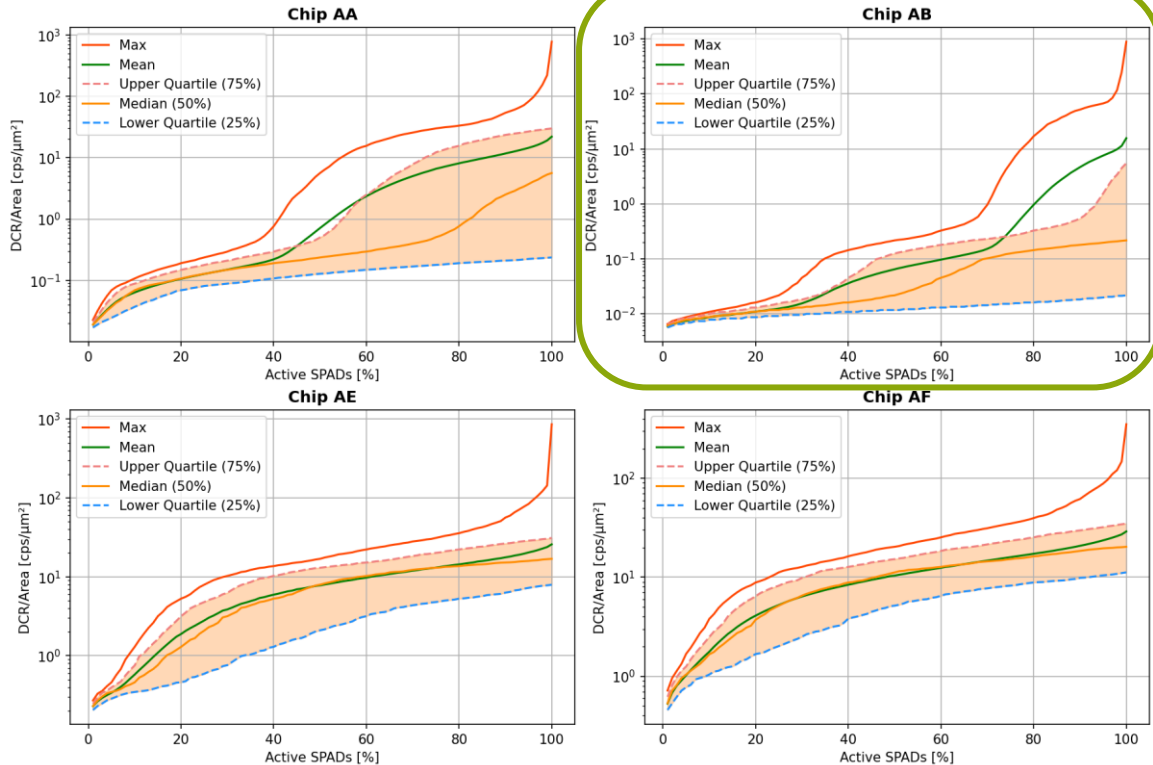 Chip AA
DCR/Area [cps/μm²]
10³
10²
10¹
10⁰
10⁻¹
Max
Mean
Upper Quartile (75%)
Median (50%)
Lower Quartile (25%)
0 20 40 60 80 100
Active SPADs [%]
Chip AB
DCR/Area [cps/μm²]
10³
10²
10¹
10⁰
10⁻¹
10⁻²
Max
Mean
Upper Quartile (75%)
Median (50%)
Lower Quartile (25%)
0 20 40 60 80 100
Active SPADs [%]
Chip AE
DCR/Area [cps/μm²]
10³
10²
10¹
10⁰
Max
Mean
Upper Quartile (75%)
Median (50%)
Lower Quartile (25%)
0 20 40 60 80 100
Active SPADs [%]
Chip AF
DCR/Area [cps/μm²]
10²
10¹
10⁰
Max
Mean
Upper Quartile (75%)
Median (50%)
Lower Quartile (25%)
0 20 40 60 80 100
Active SPADs [%]